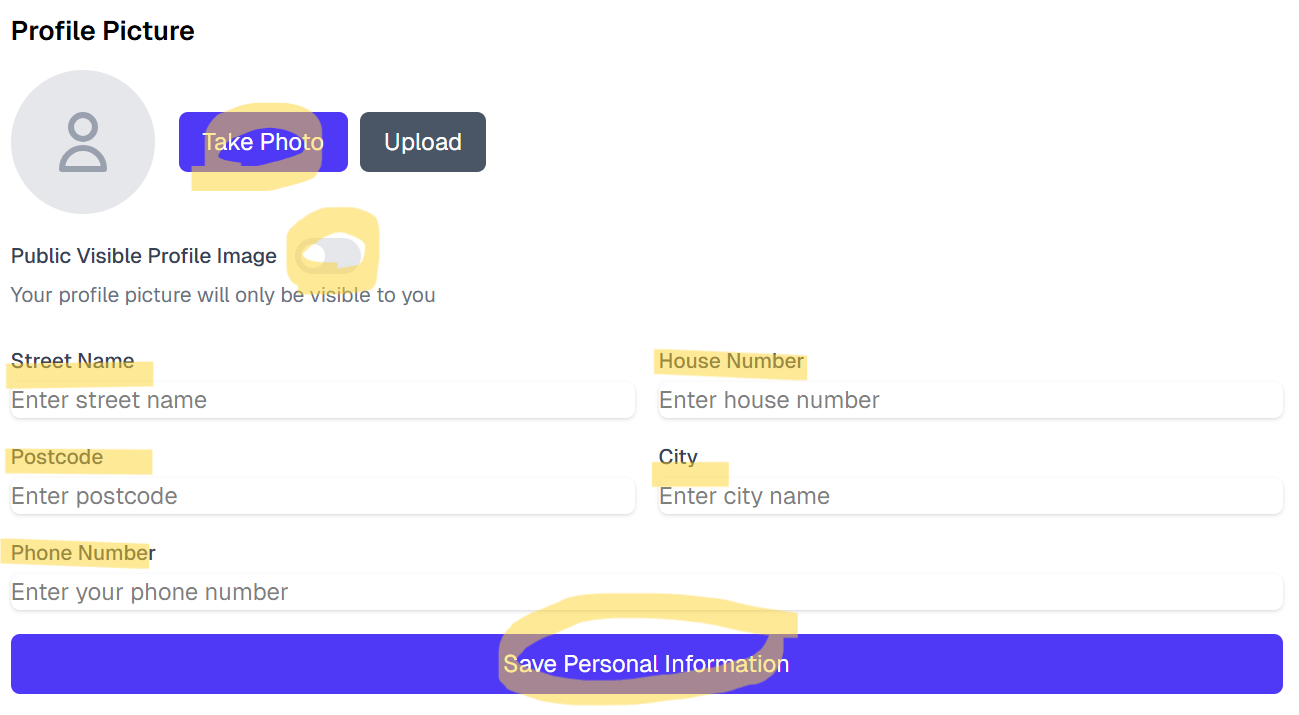 Profile Picture
Take Photo Upload
Public Visible Profile Image
Your profile picture will only be visible to you
Street Name House Number
Enter street name Enter house number
Postcode City
Enter postcode Enter city name
Phone Number
Enter your phone number
Save Personal Information